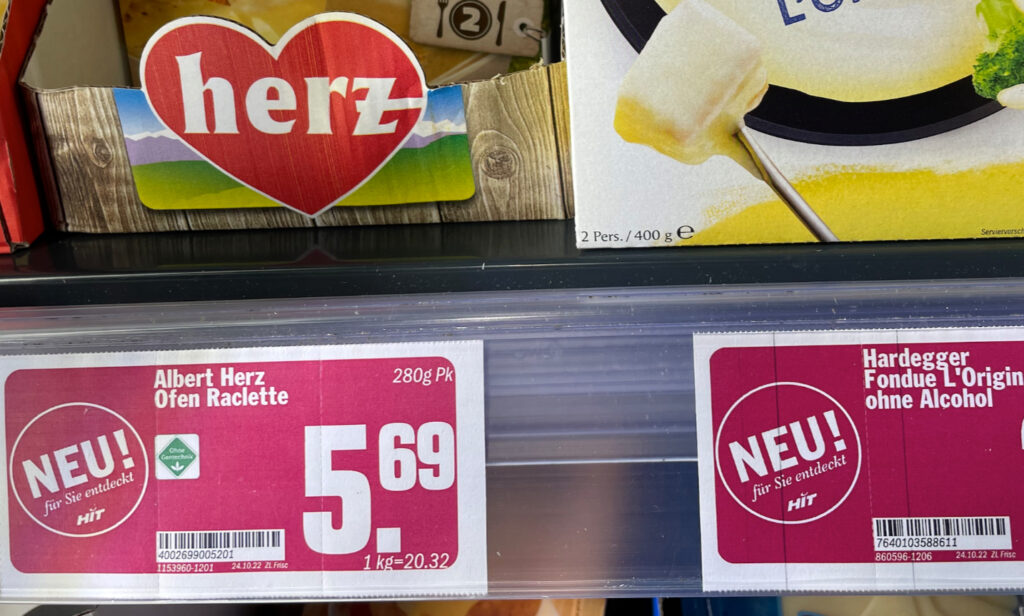 herz
2
2 Pers. / 400 g e
Albert Herz
Ofen Raclette
280g Pk
NEU!
für Sie entdeckt
HIT
Ohne
Gentechnik
5.69
4002699005201
1153960-1201 24.10.22 ZL Frisc
1 kg=20.32
Hardegger
Fondue L'Origin
ohne Alcohol
NEU!
für Sie entdeckt
HIT
7640103588611
860596-1206 24.10.22 ZL Frisc